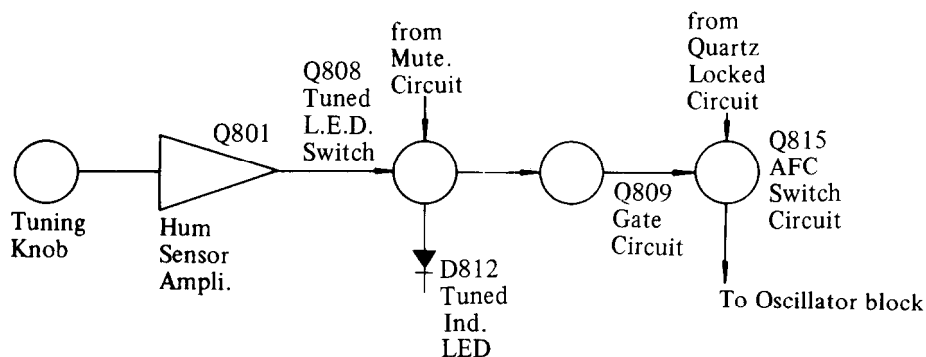 Tuning
Knob
Q801
Hum
Sensor
Ampli.
Q808
Tuned
L.E.D.
Switch
from
Mute.
Circuit
D812
Tuned
Ind.
LED
Q809
Gate
Circuit
from
Quartz
Locked
Circuit
Q815
AFC
Switch
Circuit
To Oscillator block